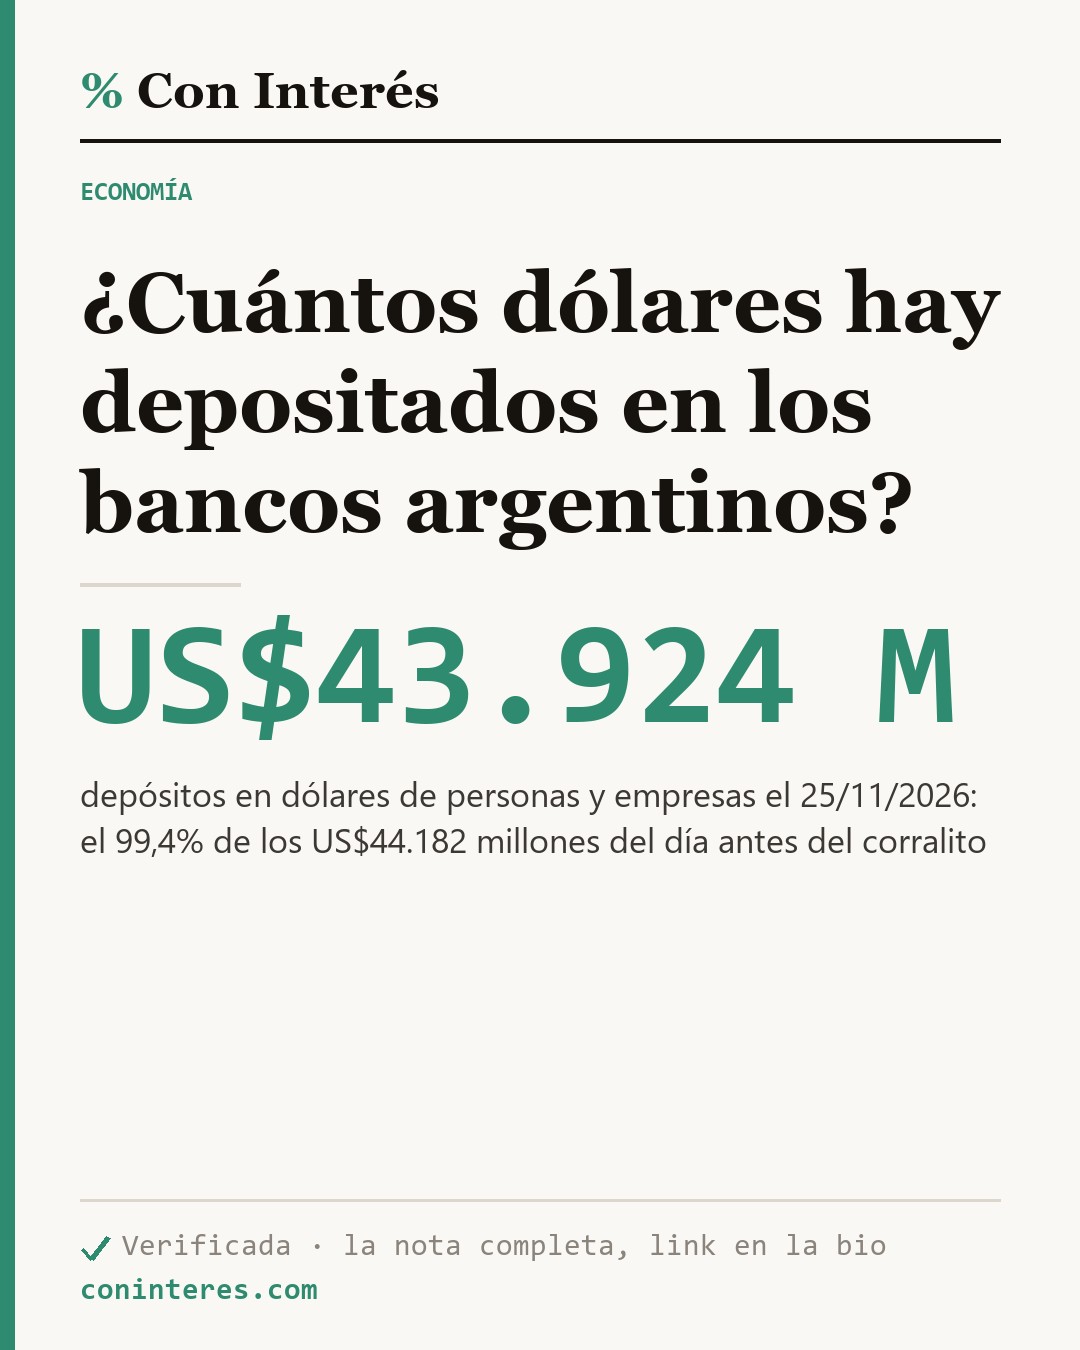 % Con Interés
ECONOMÍA
¿Cuántos dólares hay
depositados en los
bancos argentinos?
US$43.924 M
depósitos en dólares de personas y empresas el 25/11/2026:
el 99,4% de los US$44.182 millones del día antes del corralito
✓ Verificada · la nota completa, link en la bio
coninteres.com